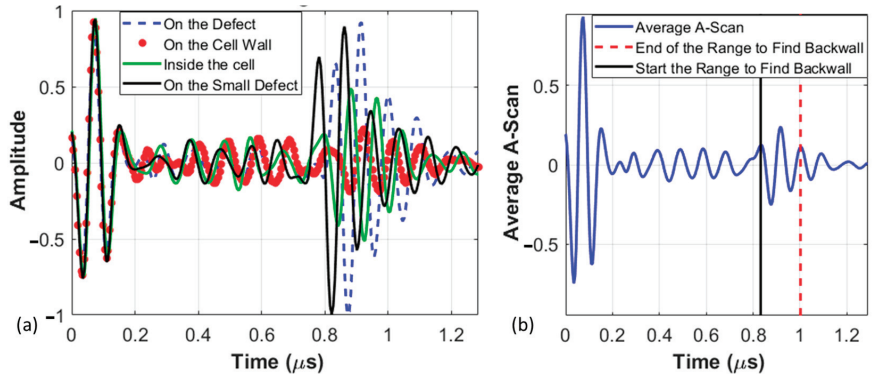 On the Defect
On the Cell Wall
Inside the cell
On the Small Defect
Amplitude
1
0.5
0
−0.5
-1
0 0.2 0.4 0.6 0.8 1 1.2
(a)
Time (μs)
Average A-Scan
End of the Range to Find Backwall
Start the Range to Find Backwall
Average A-Scan
0.5
0
−0.5
0 0.2 0.4 0.6 0.8 1 1.2
(b)
Time (μs)